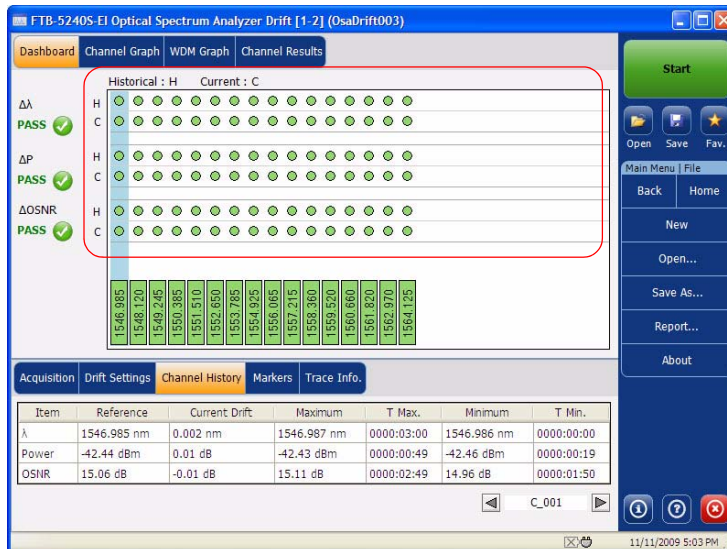 FTB-5240S-EI Optical Spectrum Analyzer Drift [1-2] (OsaDrift003)
Dashboard Channel Graph WDM Graph Channel Results
Historical : H Current : C
Δλ H
PASS C
ΔP H
PASS C
ΔOSNR H
PASS C
1546.985 1548.120 1549.245 1550.385 1551.510 1552.650 1553.785 1554.925 1556.065 1557.215 1558.360 1559.520 1560.660 1561.820 1562.970 1564.125
Acquisition Drift Settings Channel History Markers Trace Info.
Item Reference Current Drift Maximum T Max. Minimum T Min.
λ 1546.985 nm 0.002 nm 1546.987 nm 0000:03:00 1546.986 nm 0000:00:00
Power -42.44 dBm 0.01 dB -42.43 dBm 0000:00:49 -42.46 dBm 0000:00:19
OSNR 15.06 dB -0.01 dB 15.11 dB 0000:02:49 14.96 dB 0000:01:50
C_001
Start
Open Save Fav.
Main Menu | File
Back Home
New
Open...
Save As...
Report...
About
11/11/2009 5:03 PM